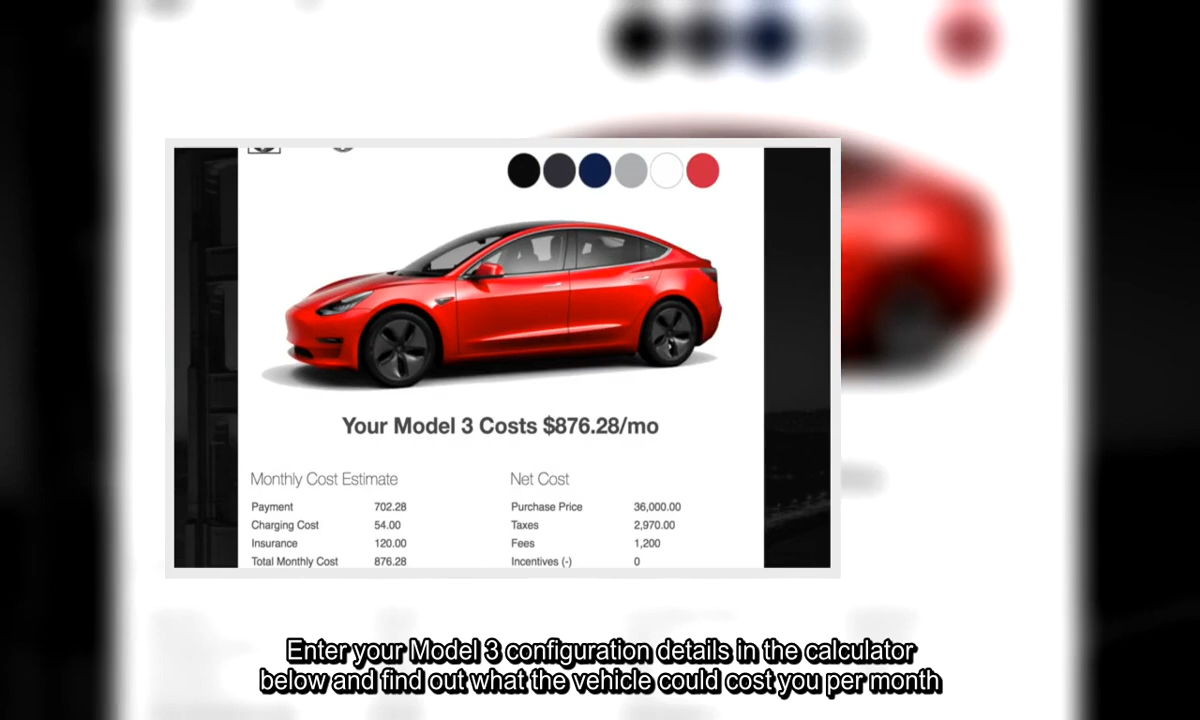 Your Model 3 Costs $876.28/mo
Monthly Cost Estimate
Payment 702.28
Charging Cost 54.00
Insurance 120.00
Total Monthly Cost 876.28
Net Cost
Purchase Price 36,000.00
Taxes 2,970.00
Fees 1,200
Incentives (-) 0
Enter your Model 3 configuration details in the calculator
below and find out what the vehicle could cost you per month